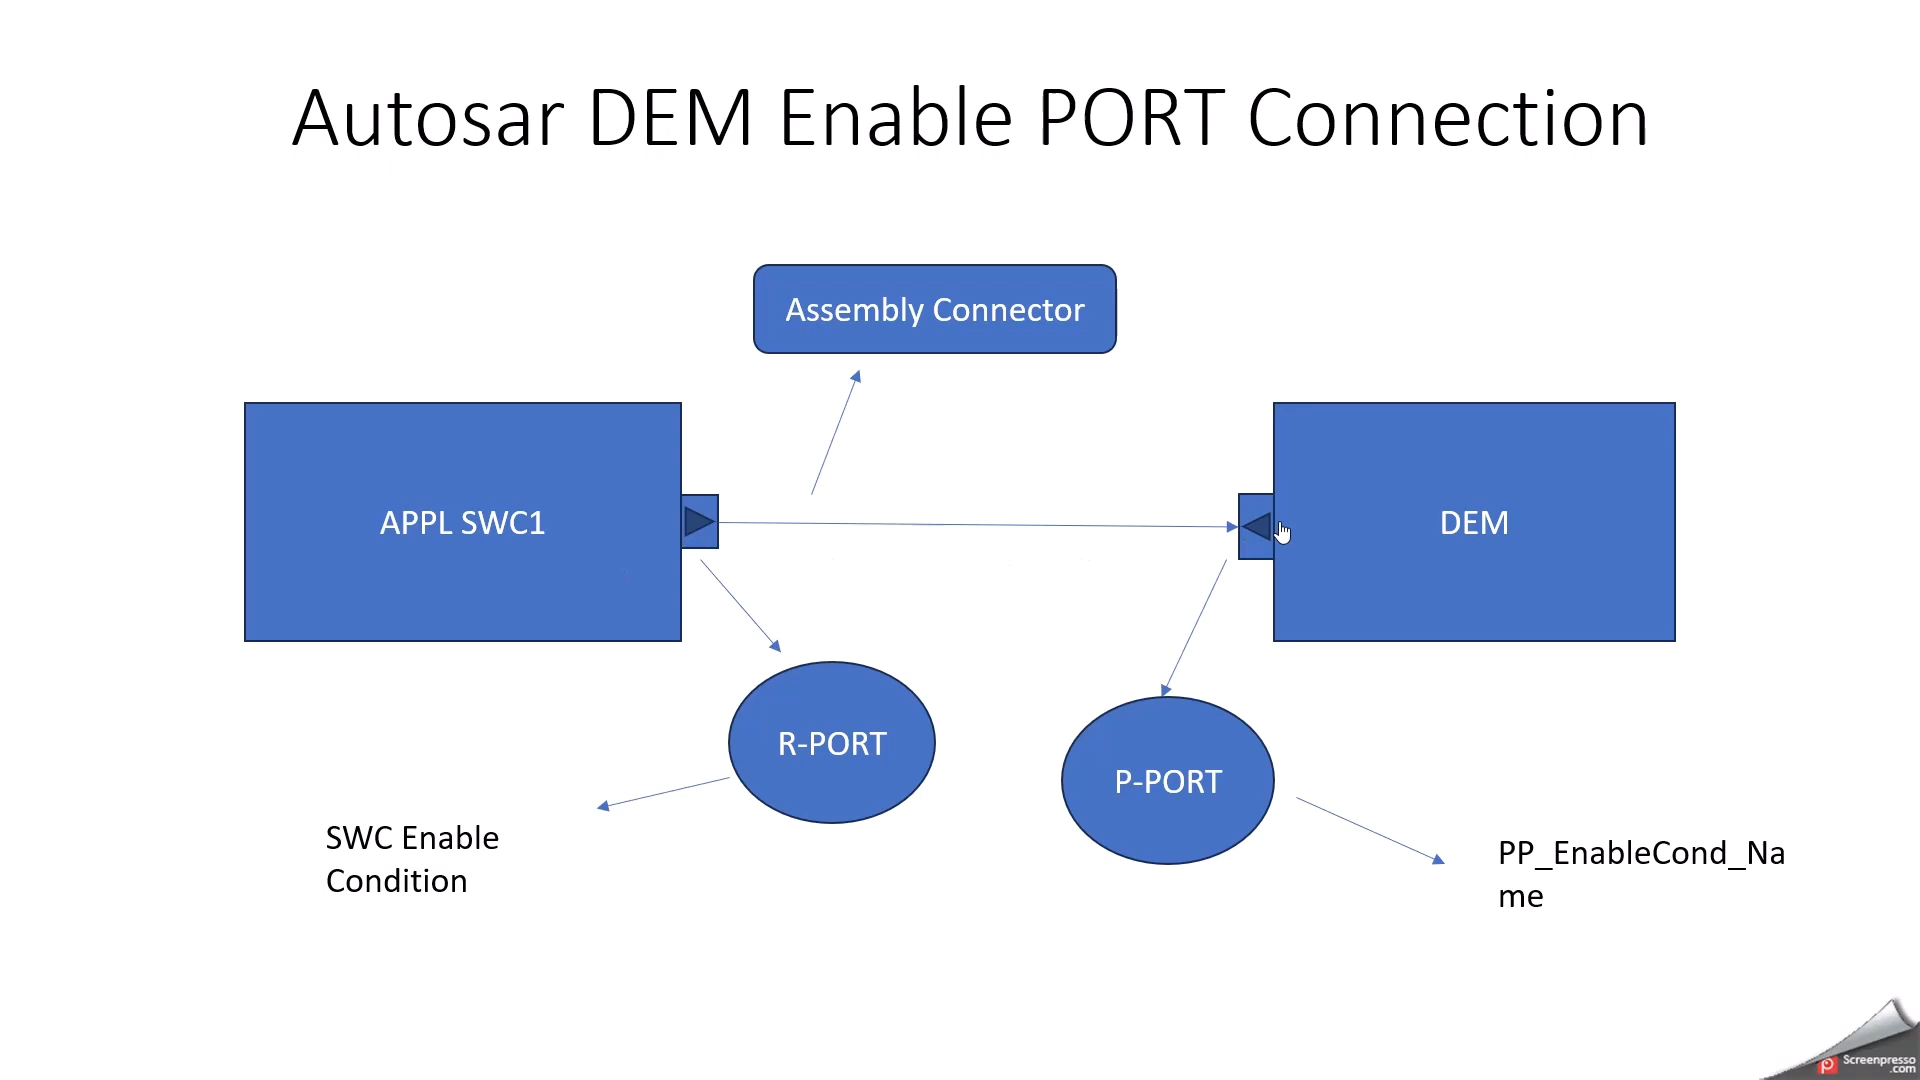 Autosar DEM Enable PORT Connection
Assembly Connector
APPL SWC1
DEM
R-PORT
P-PORT
SWC Enable
Condition
PP_EnableCond_Na
me
Screenpresso
.com